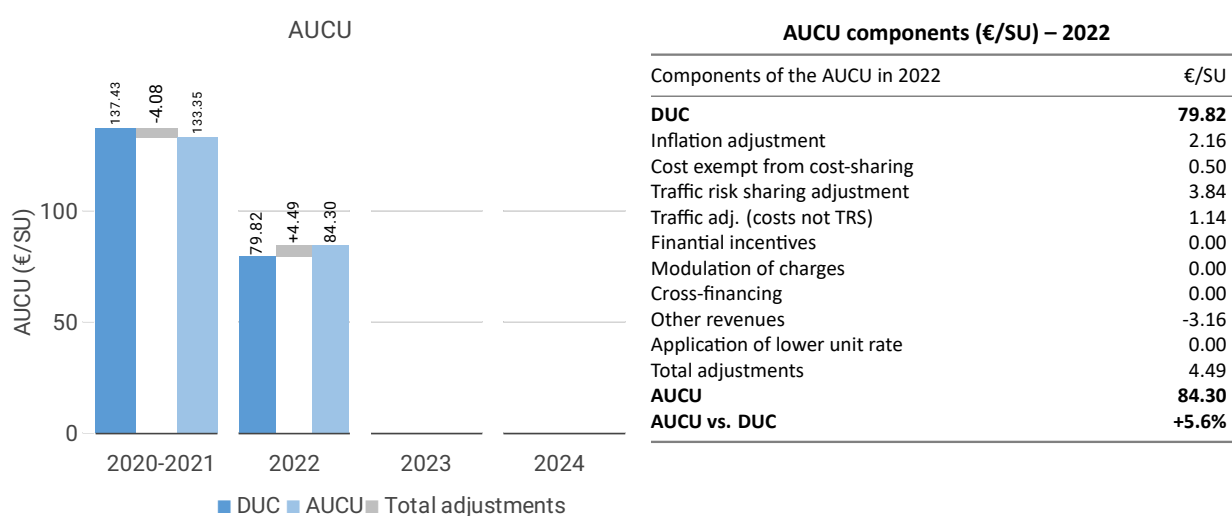 AUCU
137.43
-4.08
133.35
79.82
+4.49
84.30
AUCU (€/SU)
100
50
0
2020-2021
2022
2023
2024
DUC AUCU Total adjustments
AUCU components (€/SU) – 2022
Components of the AUCU in 2022 €/SU
DUC 79.82
Inflation adjustment 2.16
Cost exempt from cost-sharing 0.50
Traffic risk sharing adjustment 3.84
Traffic adj. (costs not TRS) 1.14
Finantial incentives 0.00
Modulation of charges 0.00
Cross-financing 0.00
Other revenues -3.16
Application of lower unit rate 0.00
Total adjustments 4.49
AUCU 84.30
AUCU vs. DUC +5.6%